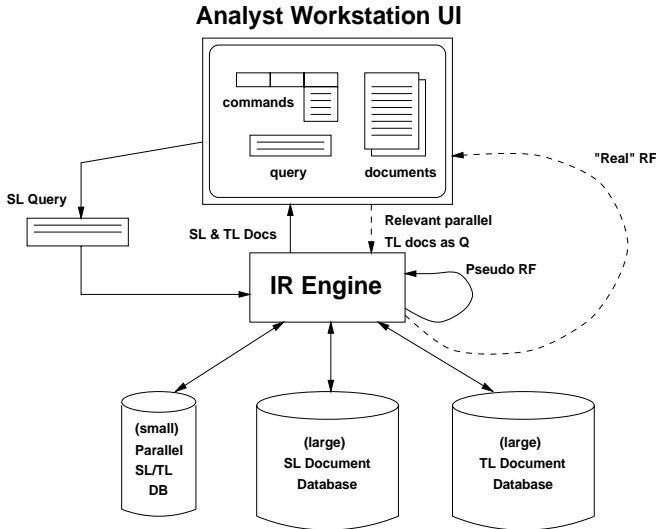 Analyst Workstation UI
commands
query
documents
"Real" RF
SL Query
SL & TL Docs
Relevant parallel
TL docs as Q
Pseudo RF
IR Engine
(small)
Parallel
SL/TL
DB
(large)
SL Document
Database
(large)
TL Document
Database